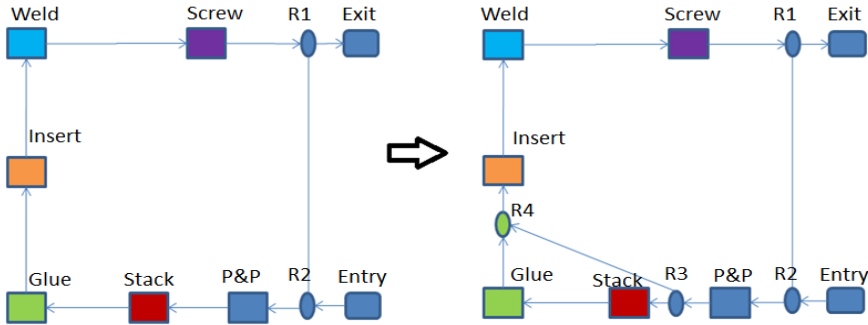 Weld
Screw
R1
Exit
Insert
Glue
Stack
P&P
R2
Entry
Weld
Screw
R1
Exit
Insert
R4
Glue
Stack
R3
P&P
R2
Entry